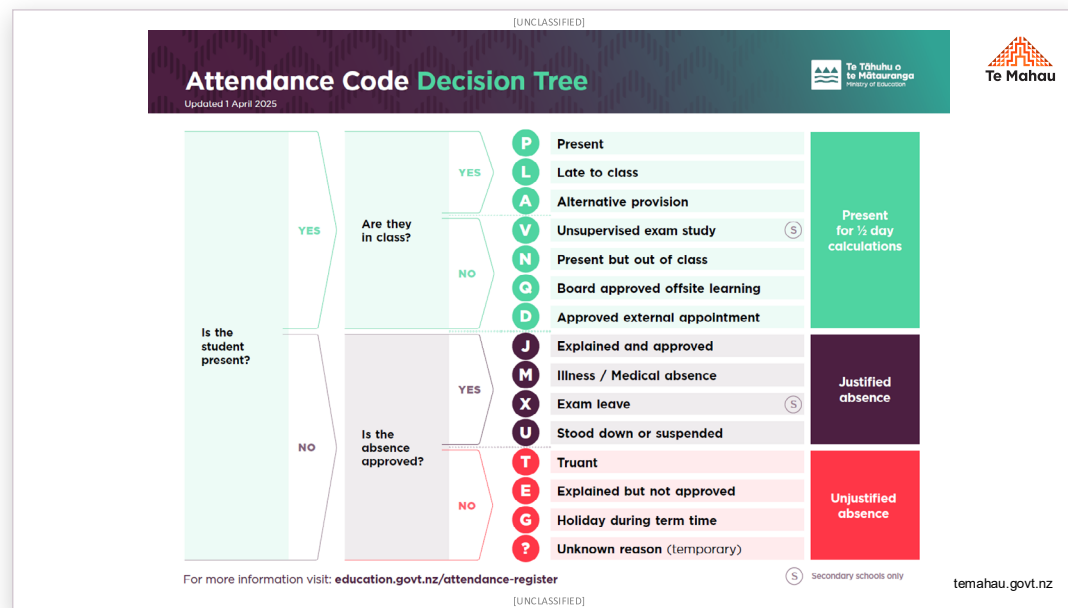 [UNCLASSIFIED]
Attendance Code Decision Tree
Updated 1 April 2025
Te Tāhuhu o
te Mātauranga
Ministry of Education
Te Mahau
Is the
student
present?
YES
NO
Are they
in class?
YES
NO
Is the
absence
approved?
YES
NO
P Present
L Late to class
A Alternative provision
V Unsupervised exam study S
N Present but out of class
Q Board approved offsite learning
D Approved external appointment
Present
for ½ day
calculations
J Explained and approved
M Illness / Medical absence
X Exam leave S
U Stood down or suspended
Justified
absence
T Truant
E Explained but not approved
G Holiday during term time
? Unknown reason (temporary)
Unjustified
absence
For more information visit: education.govt.nz/attendance-register
S Secondary schools only
temahau.govt.nz
[UNCLASSIFIED]